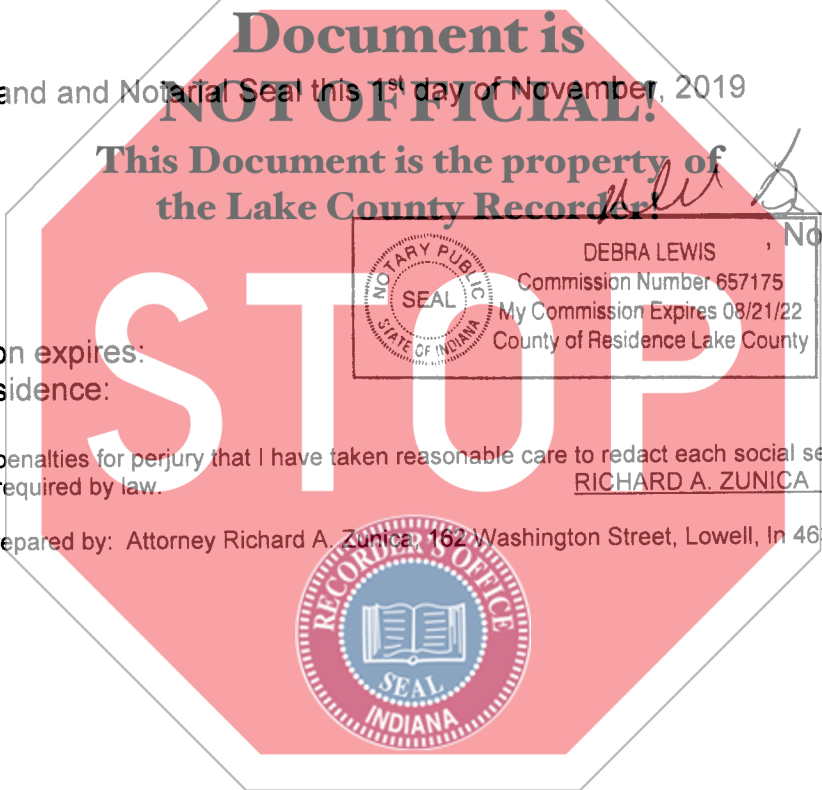 Document is
and and Notarial Seal this 1st day of November, 2019
NOT OFFICIAL!
This Document is the property of
the Lake County Recorder!
, No
NOTARY PUBLIC
SEAL
STATE OF INDIANA
DEBRA LEWIS
Commission Number 657175
My Commission Expires 08/21/22
County of Residence Lake County
STOP
on expires:
sidence:
penalties for perjury that I have taken reasonable care to redact each social se
required by law.
RICHARD A. ZUNICA
epared by: Attorney Richard A. Zunica, 162 Washington Street, Lowell, In 46
RECORDER'S OFFICE
SEAL
INDIANA